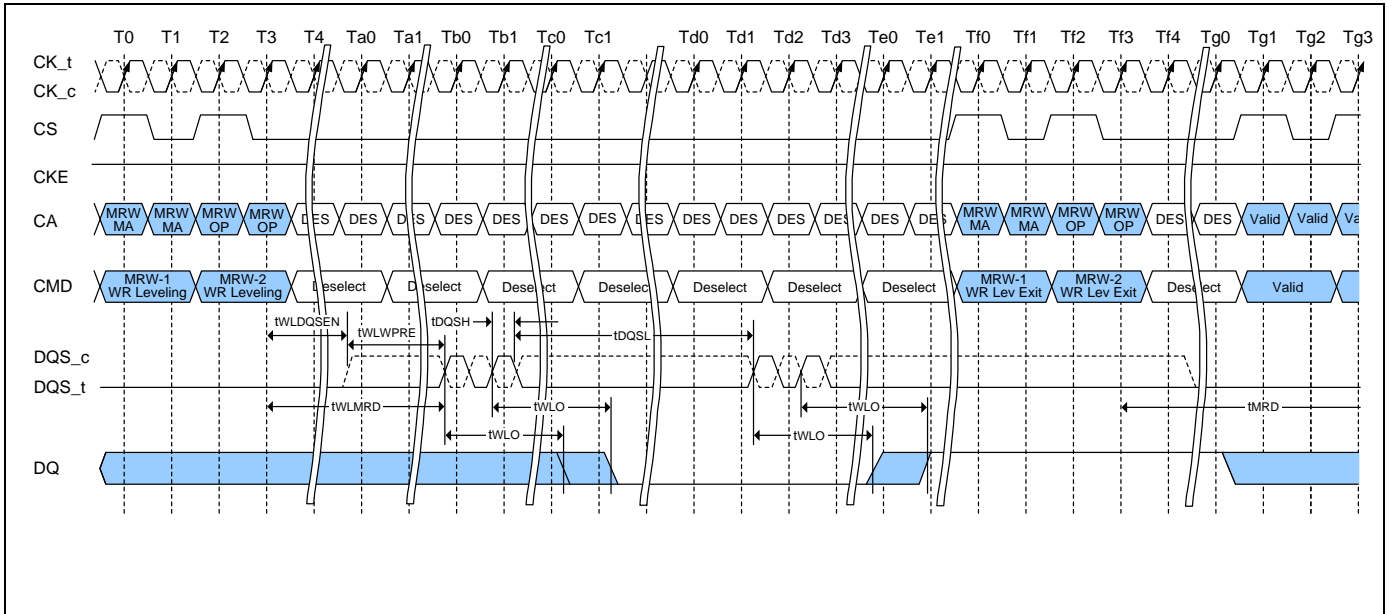 T0 T1 T2 T3 T4 Ta0 Ta1 Tb0 Tb1 Tc0 Tc1 Td0 Td1 Td2 Td3 Te0 Te1 Tf0 Tf1 Tf2 Tf3 Tf4 Tg0 Tg1 Tg2 Tg3
CK_t
CK_c
CS
CKE
CA
MRW MRW MRW MRW DES DES DES DES DES DES DES DES DES DES DES DES DES DES MRW MRW MRW MRW DES DES Valid Valid Va
MA MA OP OP MA MA OP OP
CMD
MRW-1 MRW-2 Deselect Deselect Deselect Deselect Deselect Deselect Deselect MRW-1 MRW-2 Deselect Valid
WR Leveling WR Leveling WR Lev Exit WR Lev Exit
tWLDQSEN tDQSH
tWLWPRE tDQSL
DQS_c
DQS_t
tWLMRD tWLO tWLO tMRD
tWLO tWLO
DQ